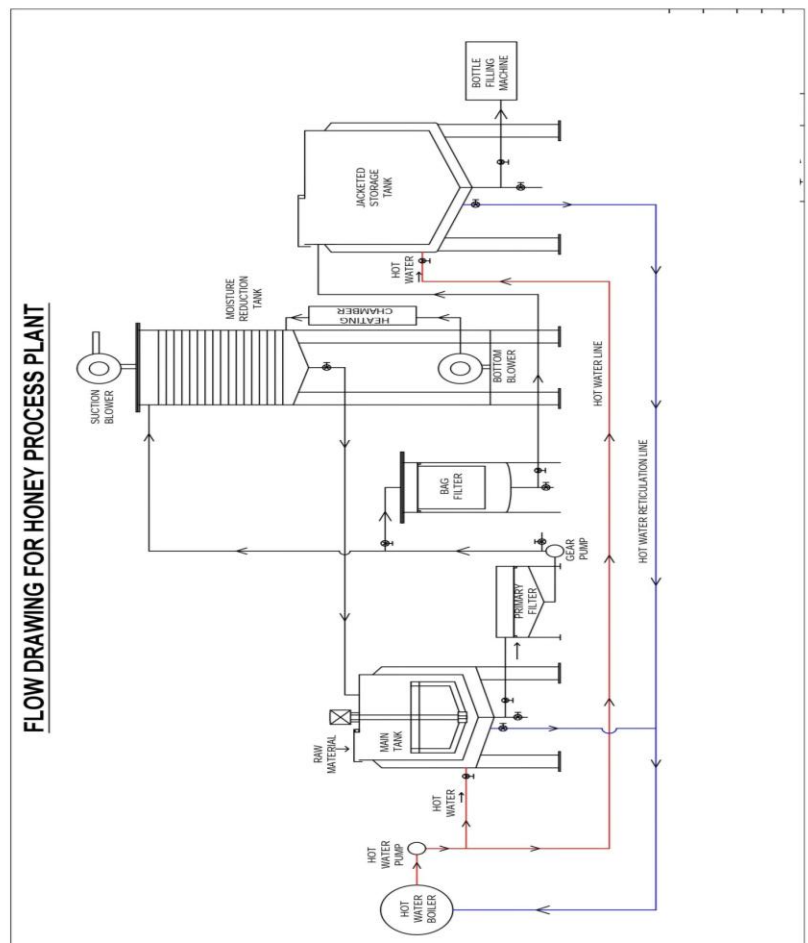 FLOW DRAWING FOR HONEY PROCESS PLANT
SUCTION
BLOWER
MOISTURE
REDUCTION
TANK
HEATING
CHAMBER
BOTTOM
BLOWER
JACKETED
STORAGE
TANK
HOT
WATER
BOTTLE
FILLING
MACHINE
BAG
FILTER
GEAR
PUMP
PRIMARY
FILTER
RAW
MATERIAL
MAIN
TANK
HOT
WATER
HOT WATER
PUMP
HOT
WATER
BOILER
HOT WATER LINE
HOT WATER RETICULATION LINE